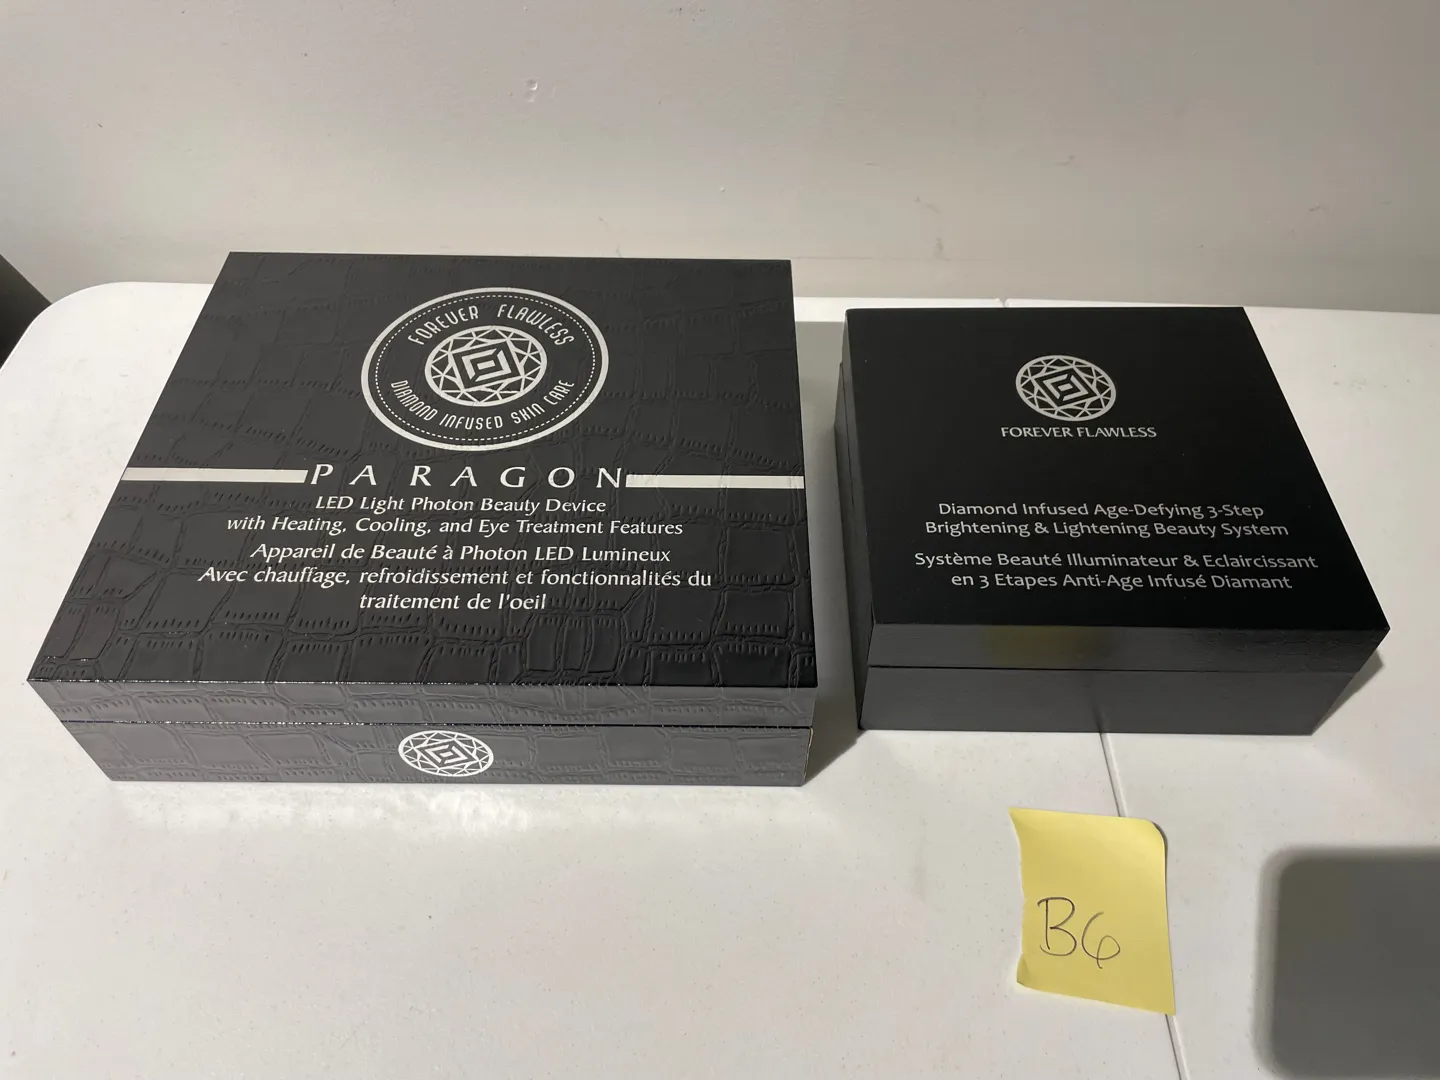 FOREVER FLAWLESS
DIAMOND INFUSED SKIN CARE
PARAGON
LED Light Photon Beauty Device
with Heating, Cooling, and Eye Treatment Features
Appareil de Beauté à Photon LED Lumineux
Avec chauffage, refroidissement et fonctionnalités du
traitement de l'oeil
FOREVER FLAWLESS
Diamond Infused Age-Defying 3-Step
Brightening & Lightening Beauty System
Système Beauté Illuminateur & Eclaircissant
en 3 Etapes Anti-Age Infusé Diamant
B6